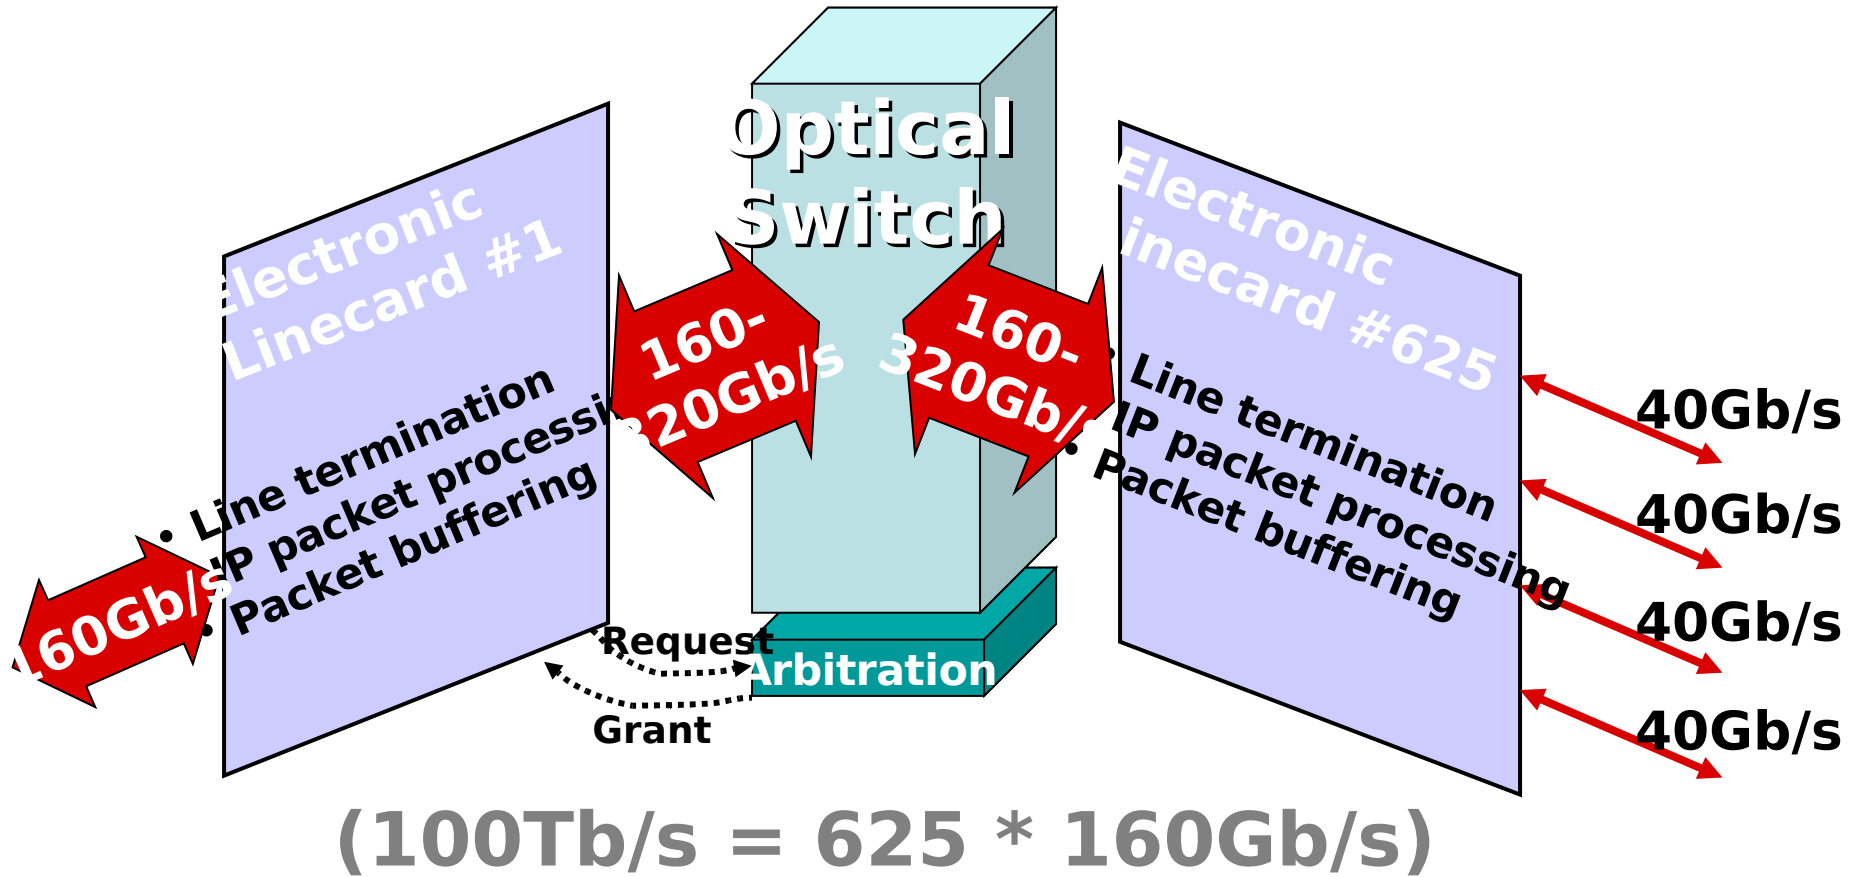 Optical
Switch
Electronic
Linecard #1
• Line termination
• IP packet processing
• Packet buffering
160Gb/s
160-
320Gb/s
160-
320Gb/s
Electronic
Linecard #625
• Line termination
• IP packet processing
• Packet buffering
40Gb/s
40Gb/s
40Gb/s
40Gb/s
Request
Arbitration
Grant
(100Tb/s = 625 * 160Gb/s)